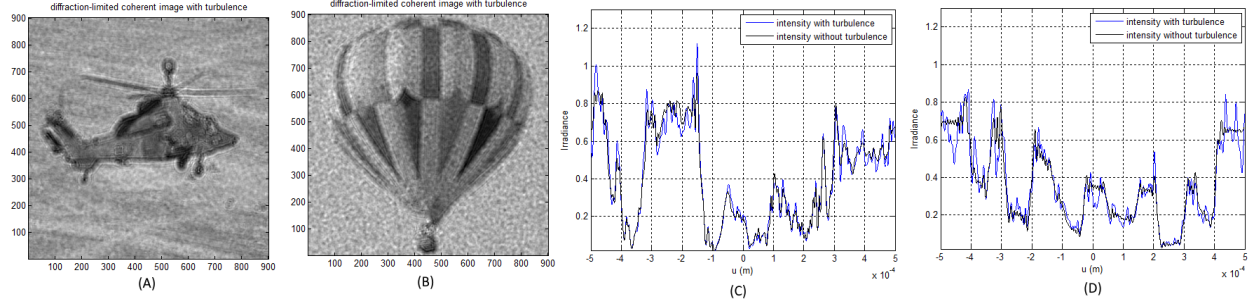 diffraction-limited coherent image with turbulence
900
800
700
600
500
400
300
200
100
100 200 300 400 500 600 700 800 900
(A)
diffraction-limited coherent image with turbulence
900
800
700
600
500
400
300
200
100
100 200 300 400 500 600 700 800 900
(B)
intensity with turbulence
intensity without turbulence
1.2
1
0.8
0.6
0.4
0.2
Irradiance
-5 -4 -3 -2 -1 0 1 2 3 4 5
u (m)
x 10⁻⁴
(C)
intensity with turbulence
intensity without turbulence
1.2
1
0.8
0.6
0.4
0.2
Irradiance
-5 -4 -3 -2 -1 0 1 2 3 4 5
u (m)
x 10⁻⁴
(D)